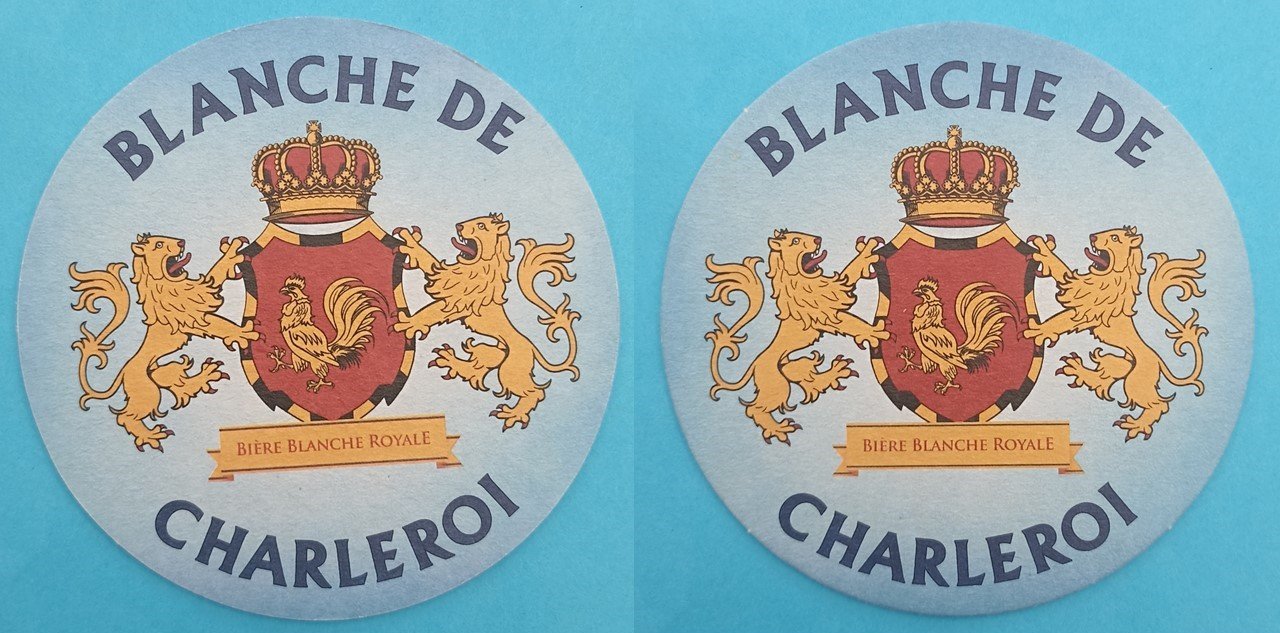 BLANCHE DE
BIÈRE BLANCHE ROYALE
CHARLEROI
BLANCHE DE
BIÈRE BLANCHE ROYALE
CHARLEROI